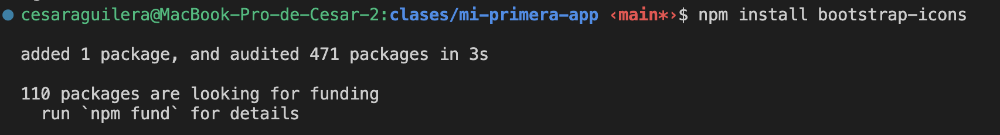 cesaraguilera@MacBook-Pro-de-Cesar-2:clases/mi-primera-app ‹main*›$ npm install bootstrap-icons
added 1 package, and audited 471 packages in 3s
110 packages are looking for funding
run `npm fund` for details